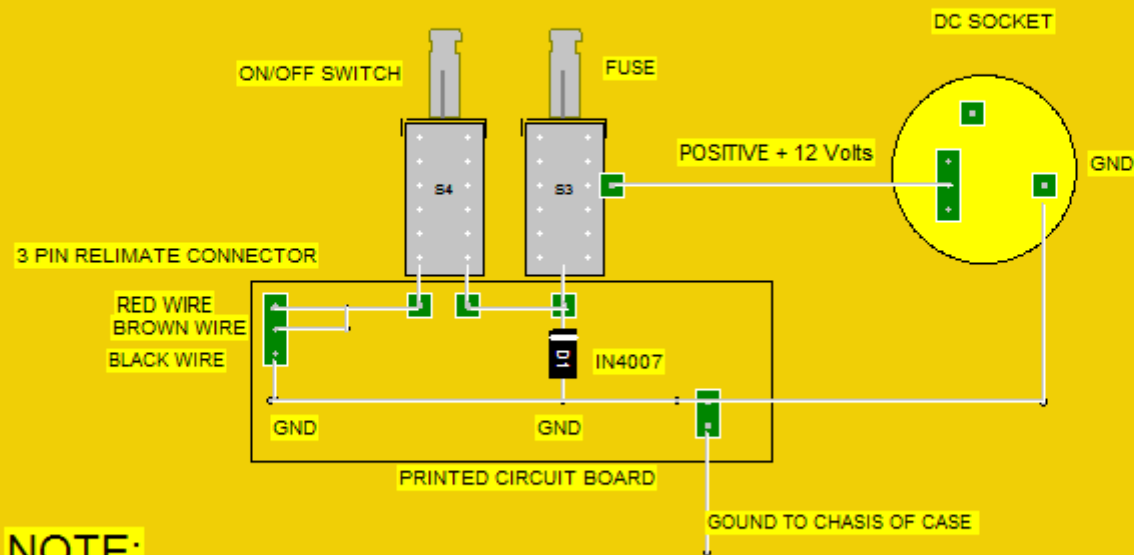 DC SOCKET
ON/OFF SWITCH
FUSE
POSITIVE + 12 Volts
GND
S4
S3
3 PIN RELIMATE CONNECTOR
RED WIRE
BROWN WIRE
BLACK WIRE
D1
IN4007
GND
GND
PRINTED CIRCUIT BOARD
GOUND TO CHASIS OF CASE
NOTE: